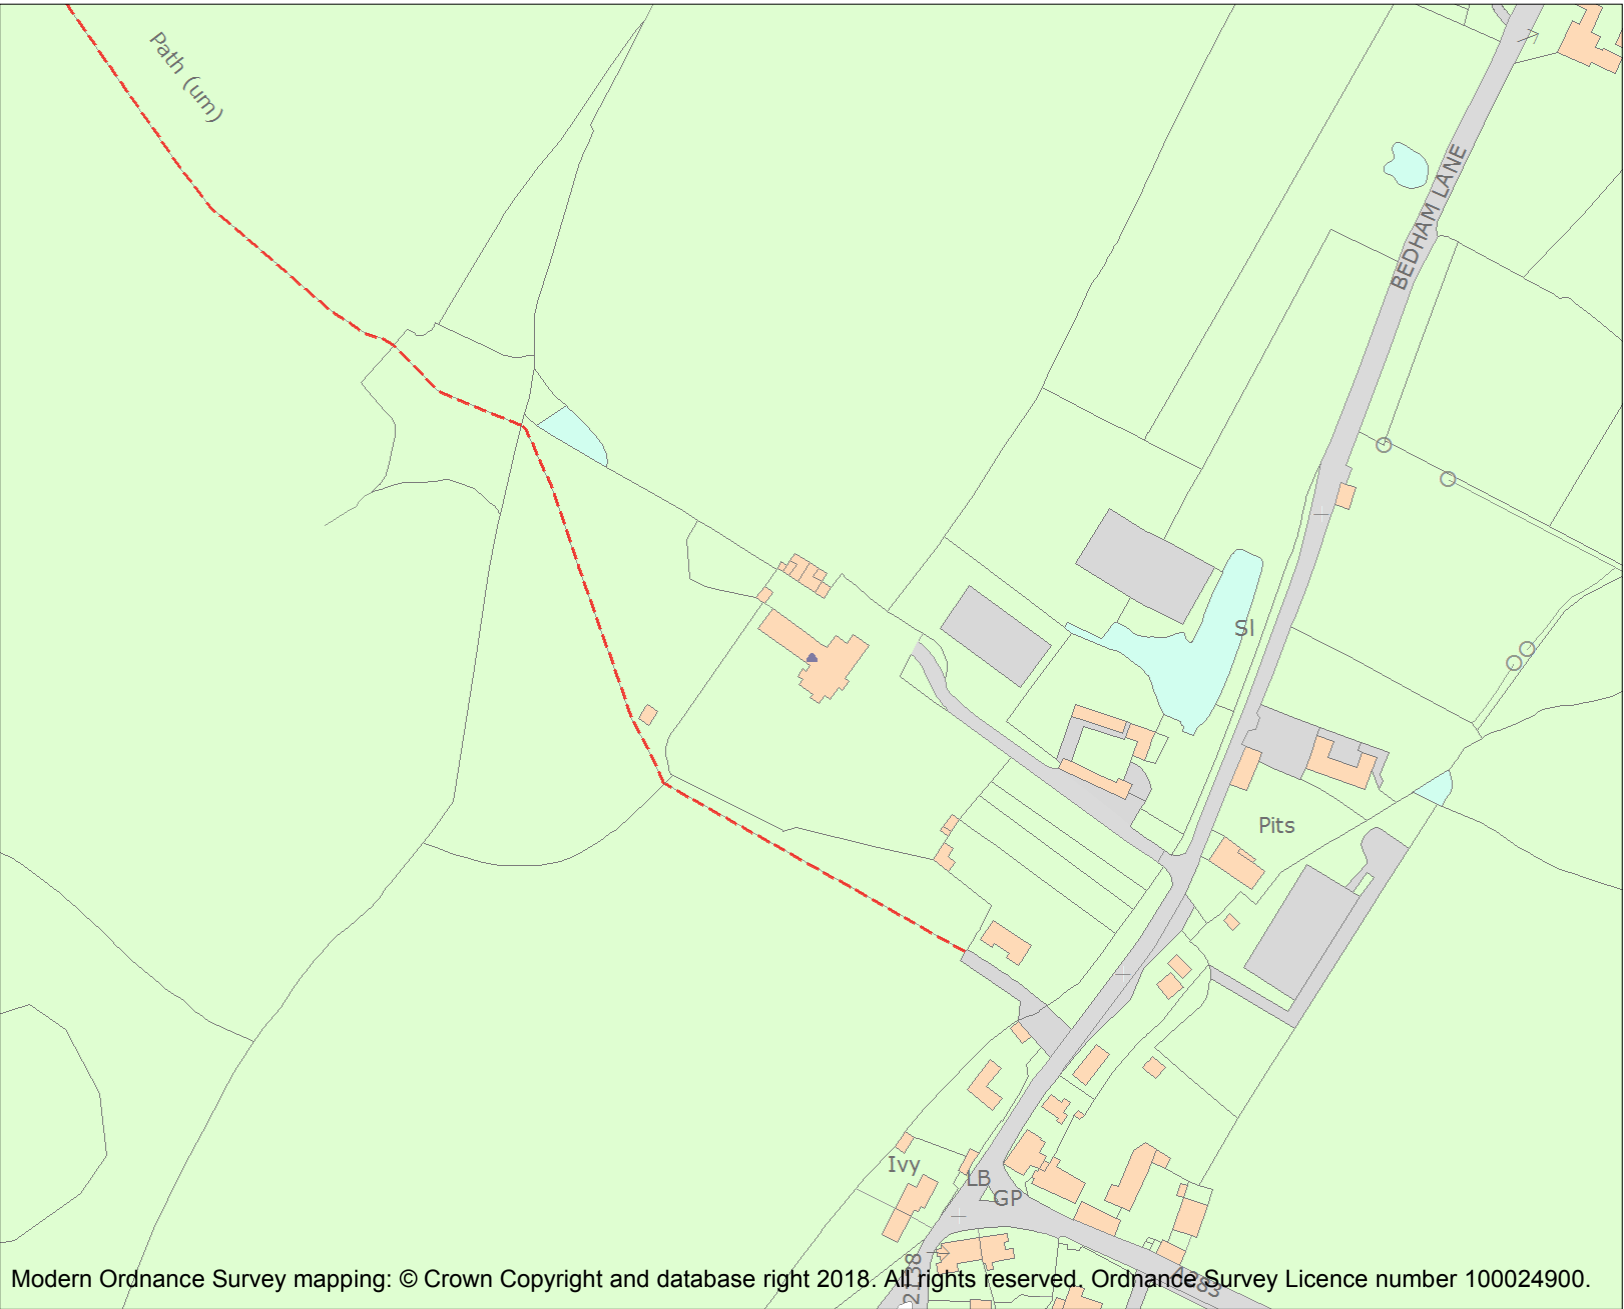 Path (um)
BEDHAM LANE
Sl
Pits
Ivy
LB
GP
A283
Modern Ordnance Survey mapping: © Crown Copyright and database right 2018. All rights reserved. Ordnance Survey Licence number 100024900.